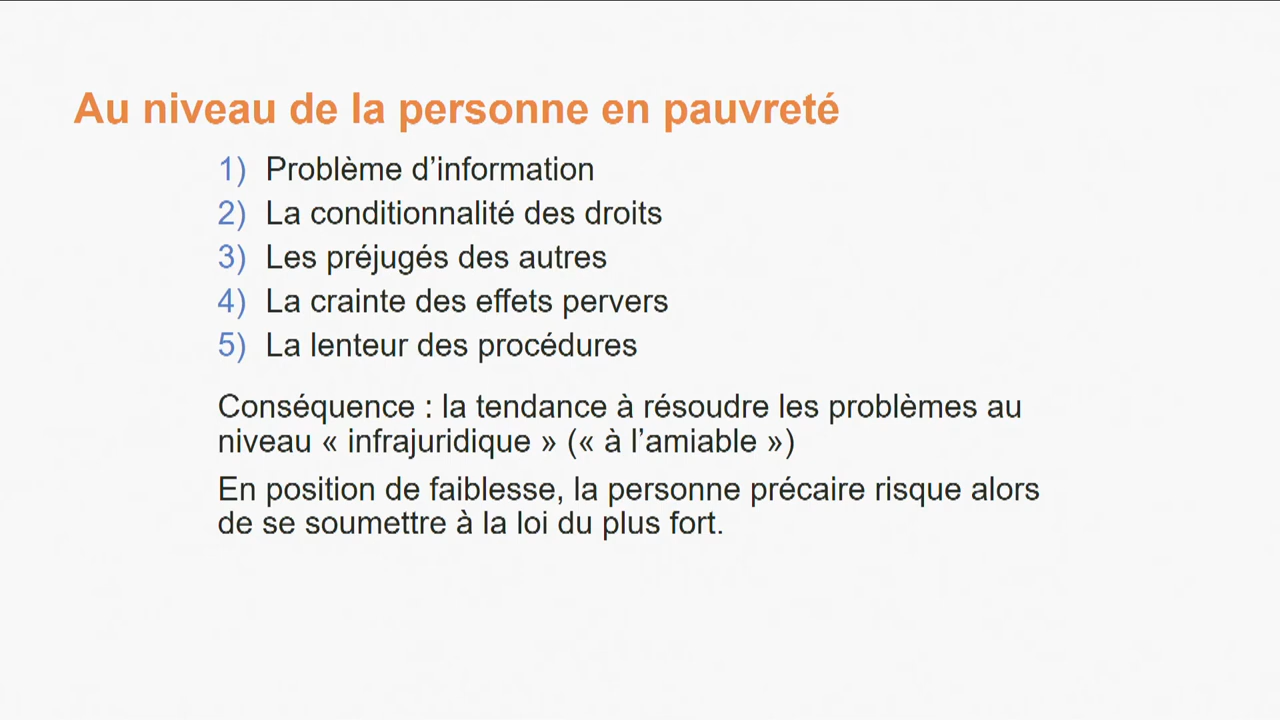 Au niveau de la personne en pauvreté
1) Problème d’information
2) La conditionnalité des droits
3) Les préjugés des autres
4) La crainte des effets pervers
5) La lenteur des procédures
Conséquence : la tendance à résoudre les problèmes au
niveau « infrajuridique » (« à l’amiable »)
En position de faiblesse, la personne précaire risque alors
de se soumettre à la loi du plus fort.